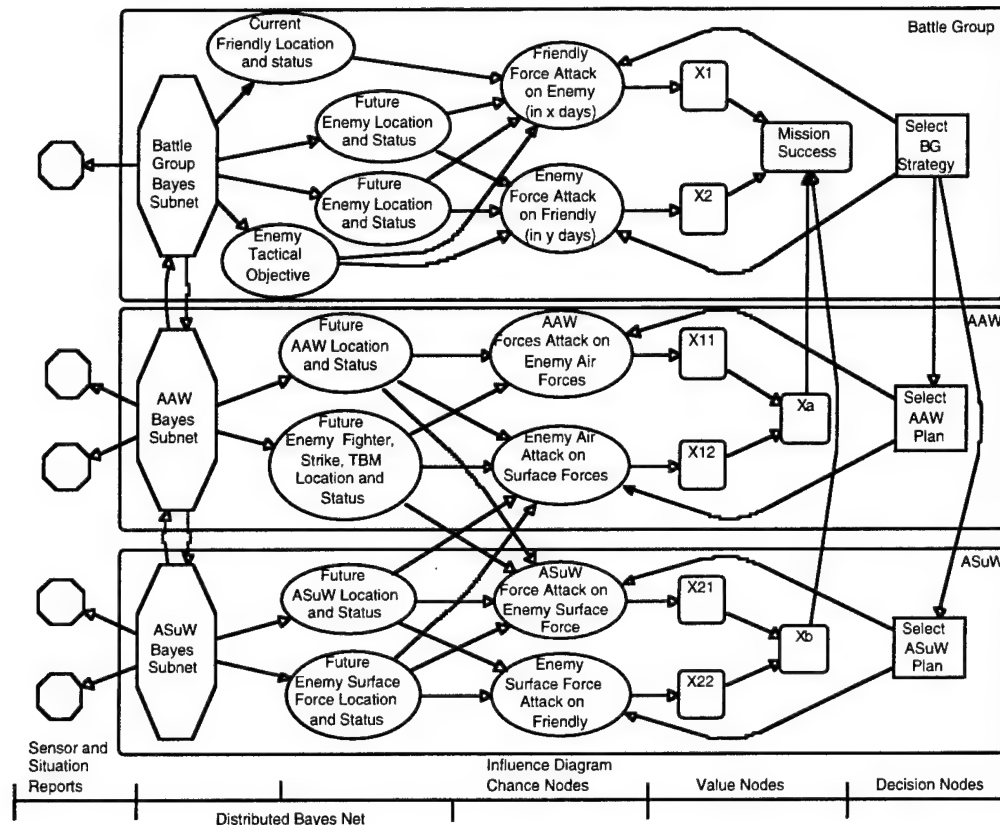 Battle Group
Current
Friendly Location
and status
Friendly
Force Attack
on Enemy
(in x days)
X1
Future
Enemy Location
and Status
Battle
Group
Bayes
Subnet
Mission
Success
Select
BG
Strategy
Future
Enemy Location
and Status
Enemy
Force Attack
on Friendly
(in y days)
X2
Enemy
Tactical
Objective
AAW
Future
AAW Location
and Status
AAW
Forces Attack on
Enemy Air
Forces
X11
AAW
Bayes
Subnet
Xa
Select
AAW
Plan
Future
Enemy Fighter,
Strike, TBM
Location and
Status
Enemy Air
Attack on
Surface Forces
X12
ASuW
Future
ASuW Location
and Status
ASuW
Force Attack on
Enemy Surface
Force
X21
ASuW
Bayes
Subnet
Xb
Select
ASuW
Plan
Future
Enemy Surface
Force Location
and Status
Enemy
Surface Force
Attack on
Friendly
X22
Sensor and
Situation
Reports
Influence Diagram
Chance Nodes
Value Nodes
Decision Nodes
Distributed Bayes Net